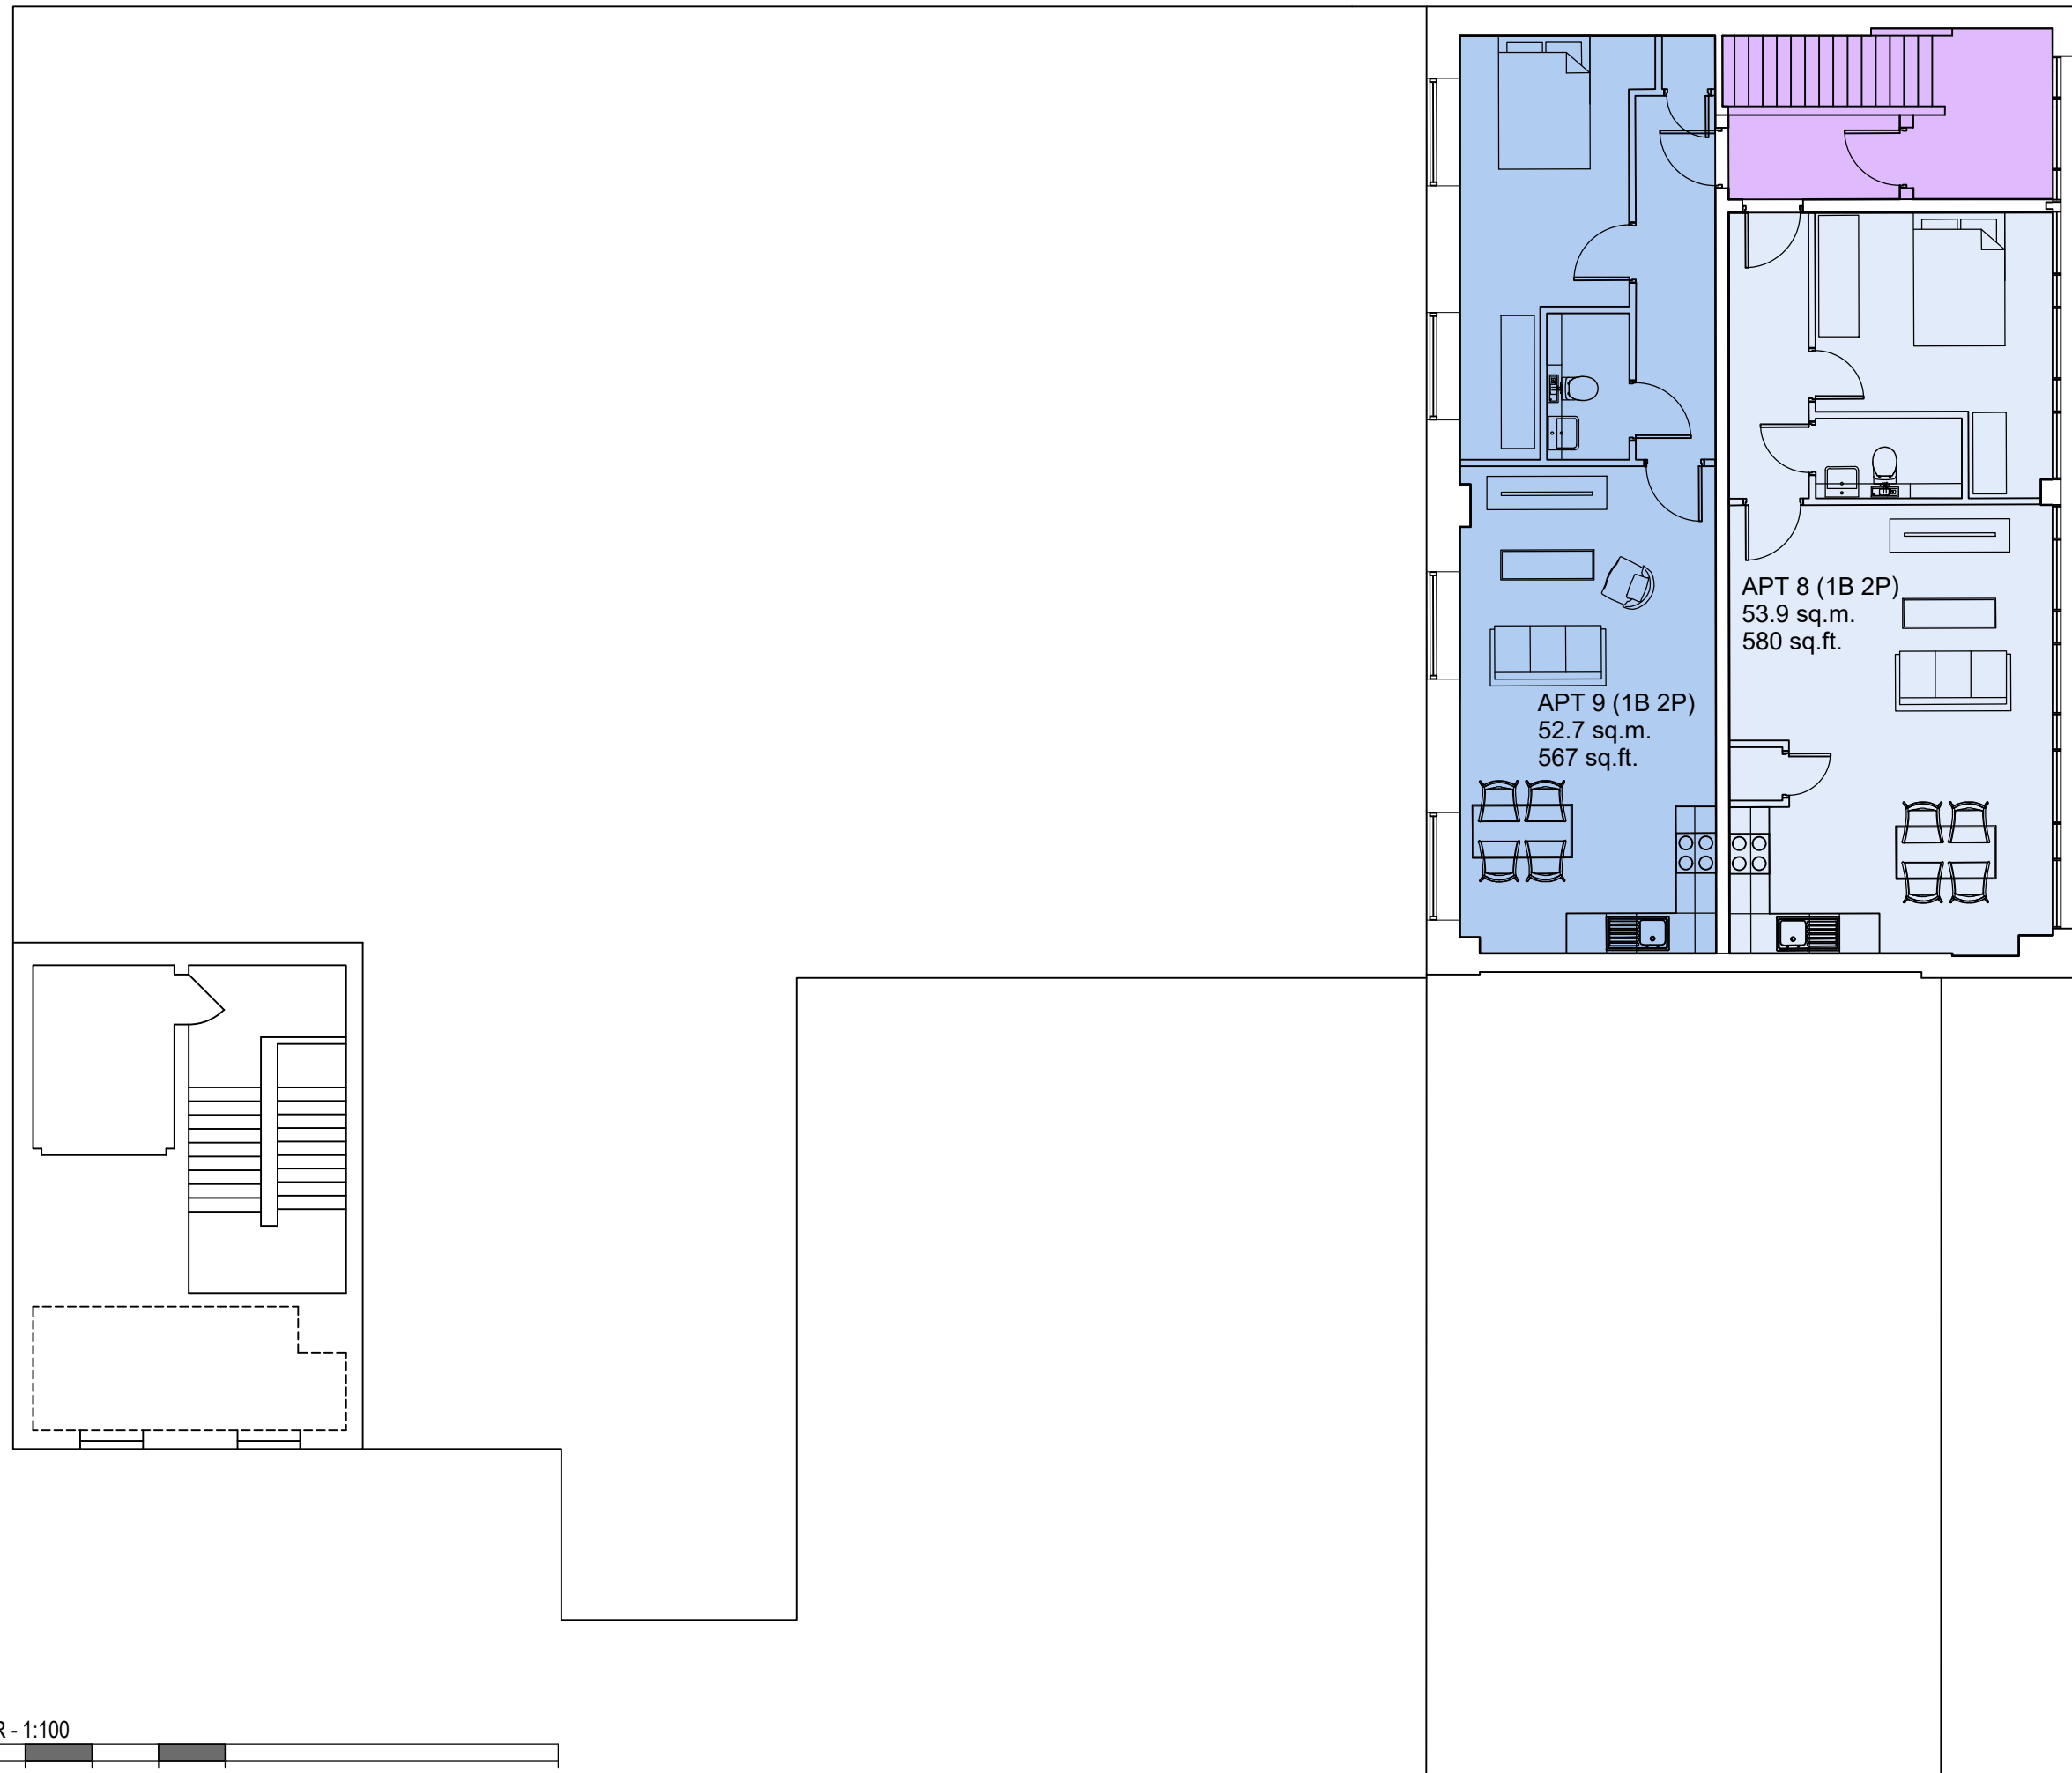 APT 8 (1B 2P)
53.9 sq.m.
580 sq.ft.
APT 9 (1B 2P)
52.7 sq.m.
567 sq.ft.
R - 1:100